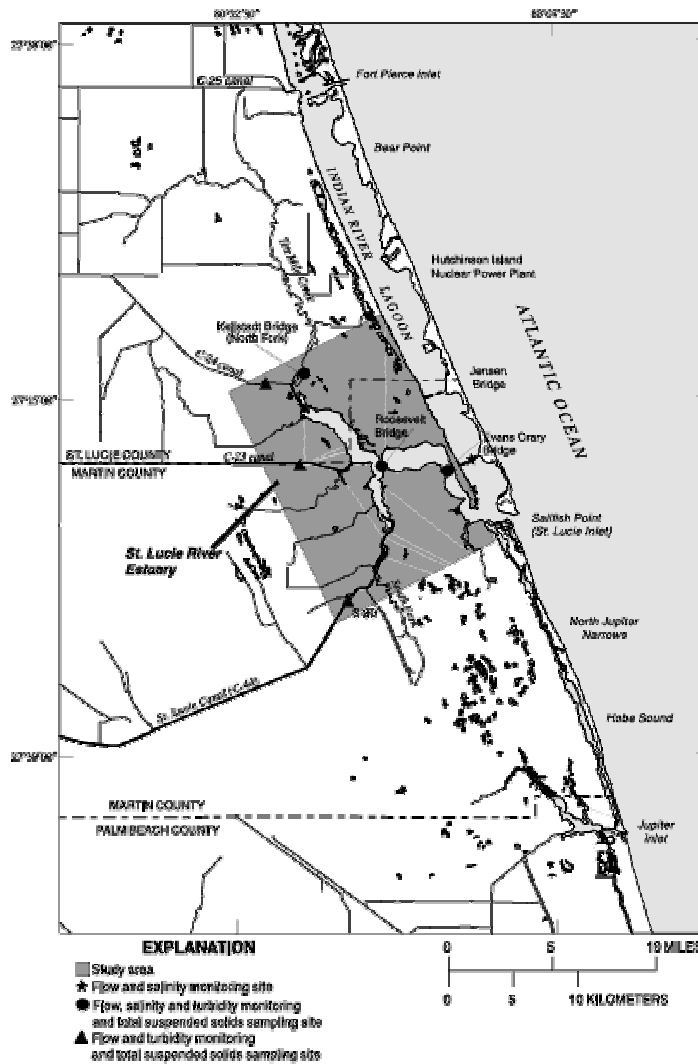 C-25 canal
Fort Pierce Inlet
Bear Point
INDIAN RIVER
LAGOON
Hutchinson Island
Nuclear Power Plant
ATLANTIC OCEAN
Ten Mile Creek
Kellstadt Bridge
(North Fork)
C-24 canal
Jensen
Bridge
Roosevelt
Bridge
Evans Crary
Bridge
ST. LUCIE COUNTY
MARTIN COUNTY
C-23 canal
Sailfish Point
(St. Lucie Inlet)
St. Lucie River
Estuary
S-80
North Jupiter
Narrows
St. Lucie Canal (C-44)
Hobe Sound
MARTIN COUNTY
PALM BEACH COUNTY
Jupiter
Inlet
EXPLANATION
Study area
Flow and salinity monitoring site
Flow, salinity and turbidity monitoring
and total suspended solids sampling site
Flow and turbidity monitoring
and total suspended solids sampling site
0 5 10 MILES
0 5 10 KILOMETERS